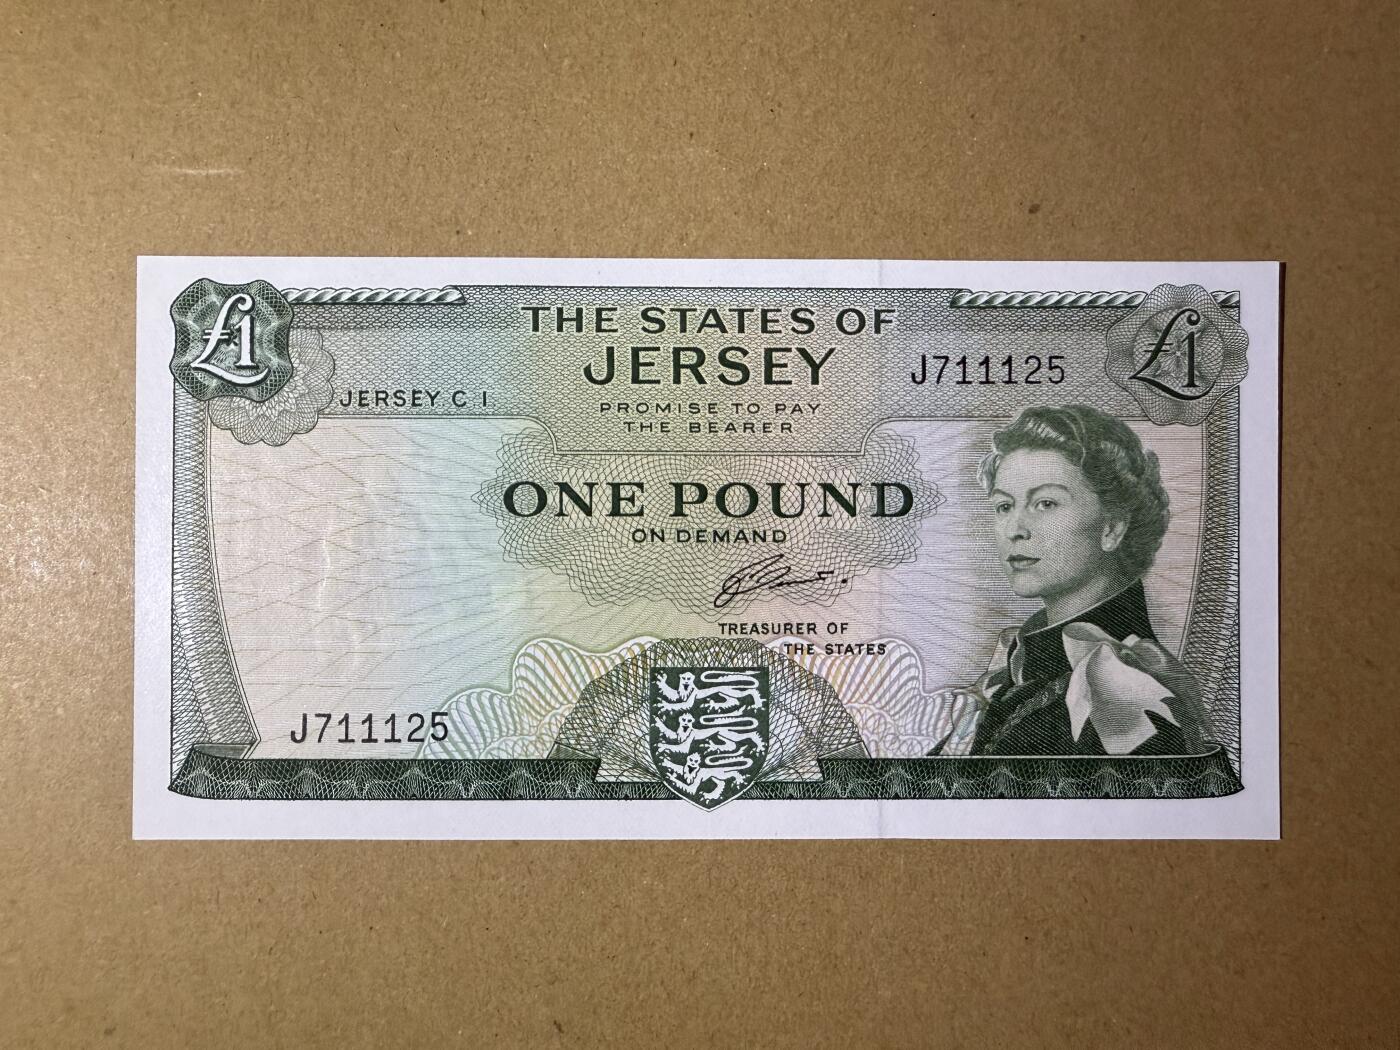 £1
£1
THE STATES OF
JERSEY
J711125
JERSEY C I
PROMISE TO PAY
THE BEARER
ONE POUND
ON DEMAND
TREASURER OF
THE STATES
J711125